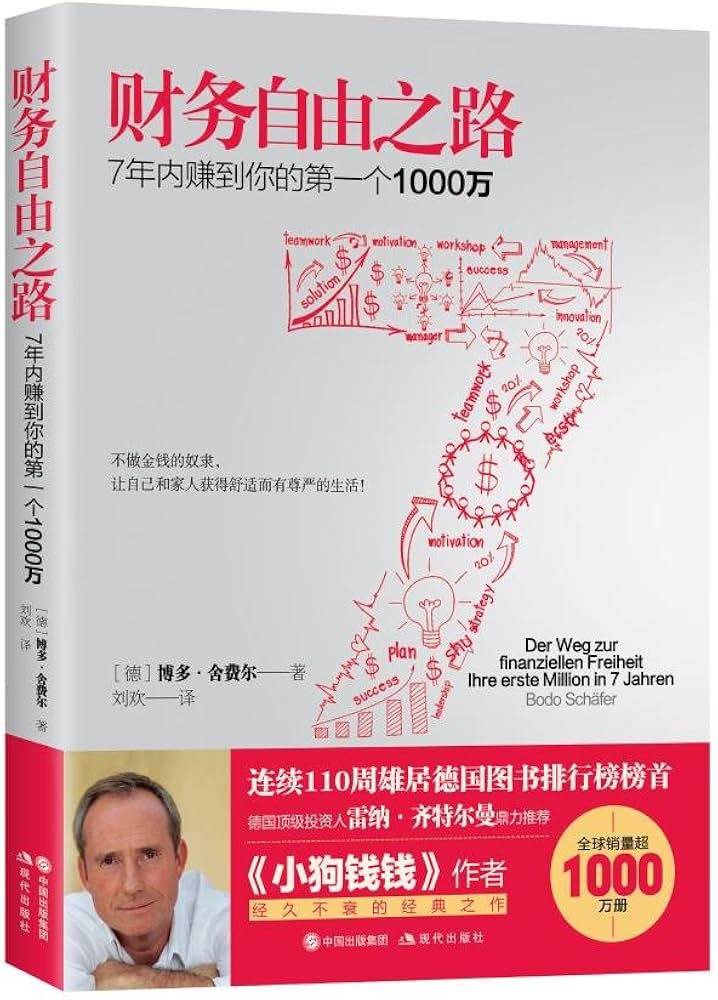 财务自由之路
7年内赚到你的第一个1000万
[德]博多·舍费尔 著
刘欢 译
中国出版集团
现代出版社
财务自由之路
7年内赚到你的第一个1000万
teamwork
motivation
workshop
management
solution
success
innovation
manager
teamwork
20%
workshop
不做金钱的奴隶，
让自己和家人获得舒适而有尊严的生活！
motivation
20%
strategy
plan
success
leadership
[德]博多·舍费尔——著
刘欢——译
Der Weg zur
finanziellen Freiheit
Ihre erste Million in 7 Jahren
Bodo Schäfer
连续110周雄居德国图书排行榜榜首
德国顶级投资人雷纳·齐特尔曼鼎力推荐
《小狗钱钱》作者
经久不衰的经典之作
全球销量超
1000
万册
中国出版集团 现代出版社